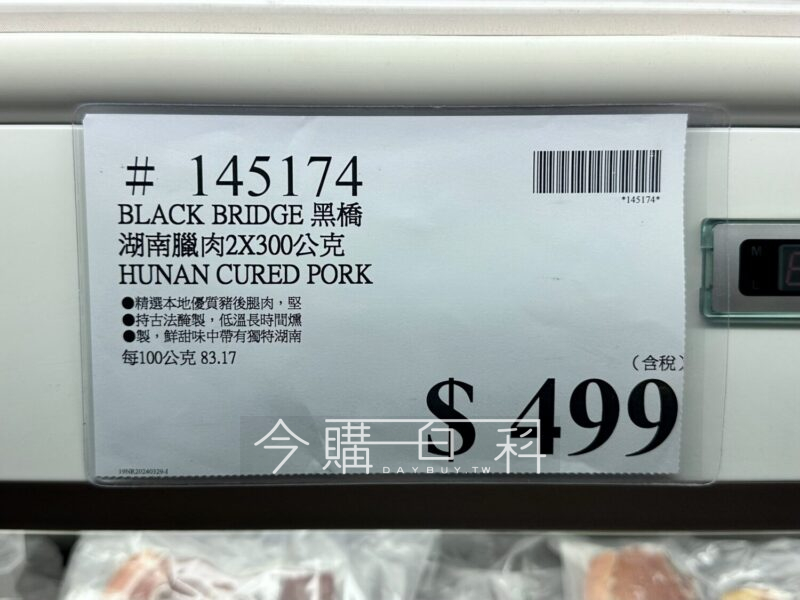 # 145174
*145174*
BLACK BRIDGE 黑橋
湖南臘肉2X300公克
HUNAN CURED PORK
●精選本地優質豬後腿肉，堅
●持古法醃製，低溫長時間燻
●製，鮮甜味中帶有獨特湖南
每100公克 83.17
（含稅）
$ 499
今購百科
DAYBUY.TW